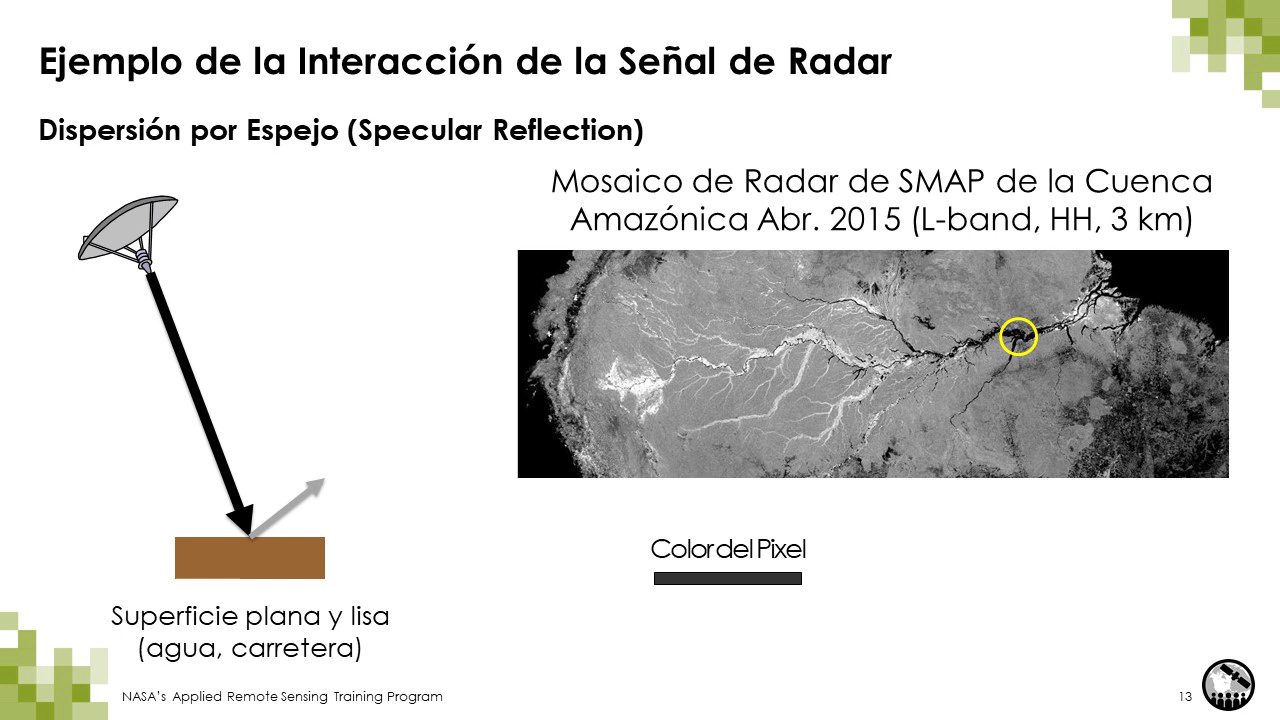 Ejemplo de la Interacción de la Señal de Radar
Dispersión por Espejo (Specular Reflection)
Mosaico de Radar de SMAP de la Cuenca
Amazónica Abr. 2015 (L-band, HH, 3 km)
Color del Pixel
Superficie plana y lisa
(agua, carretera)
NASA's Applied Remote Sensing Training Program
13